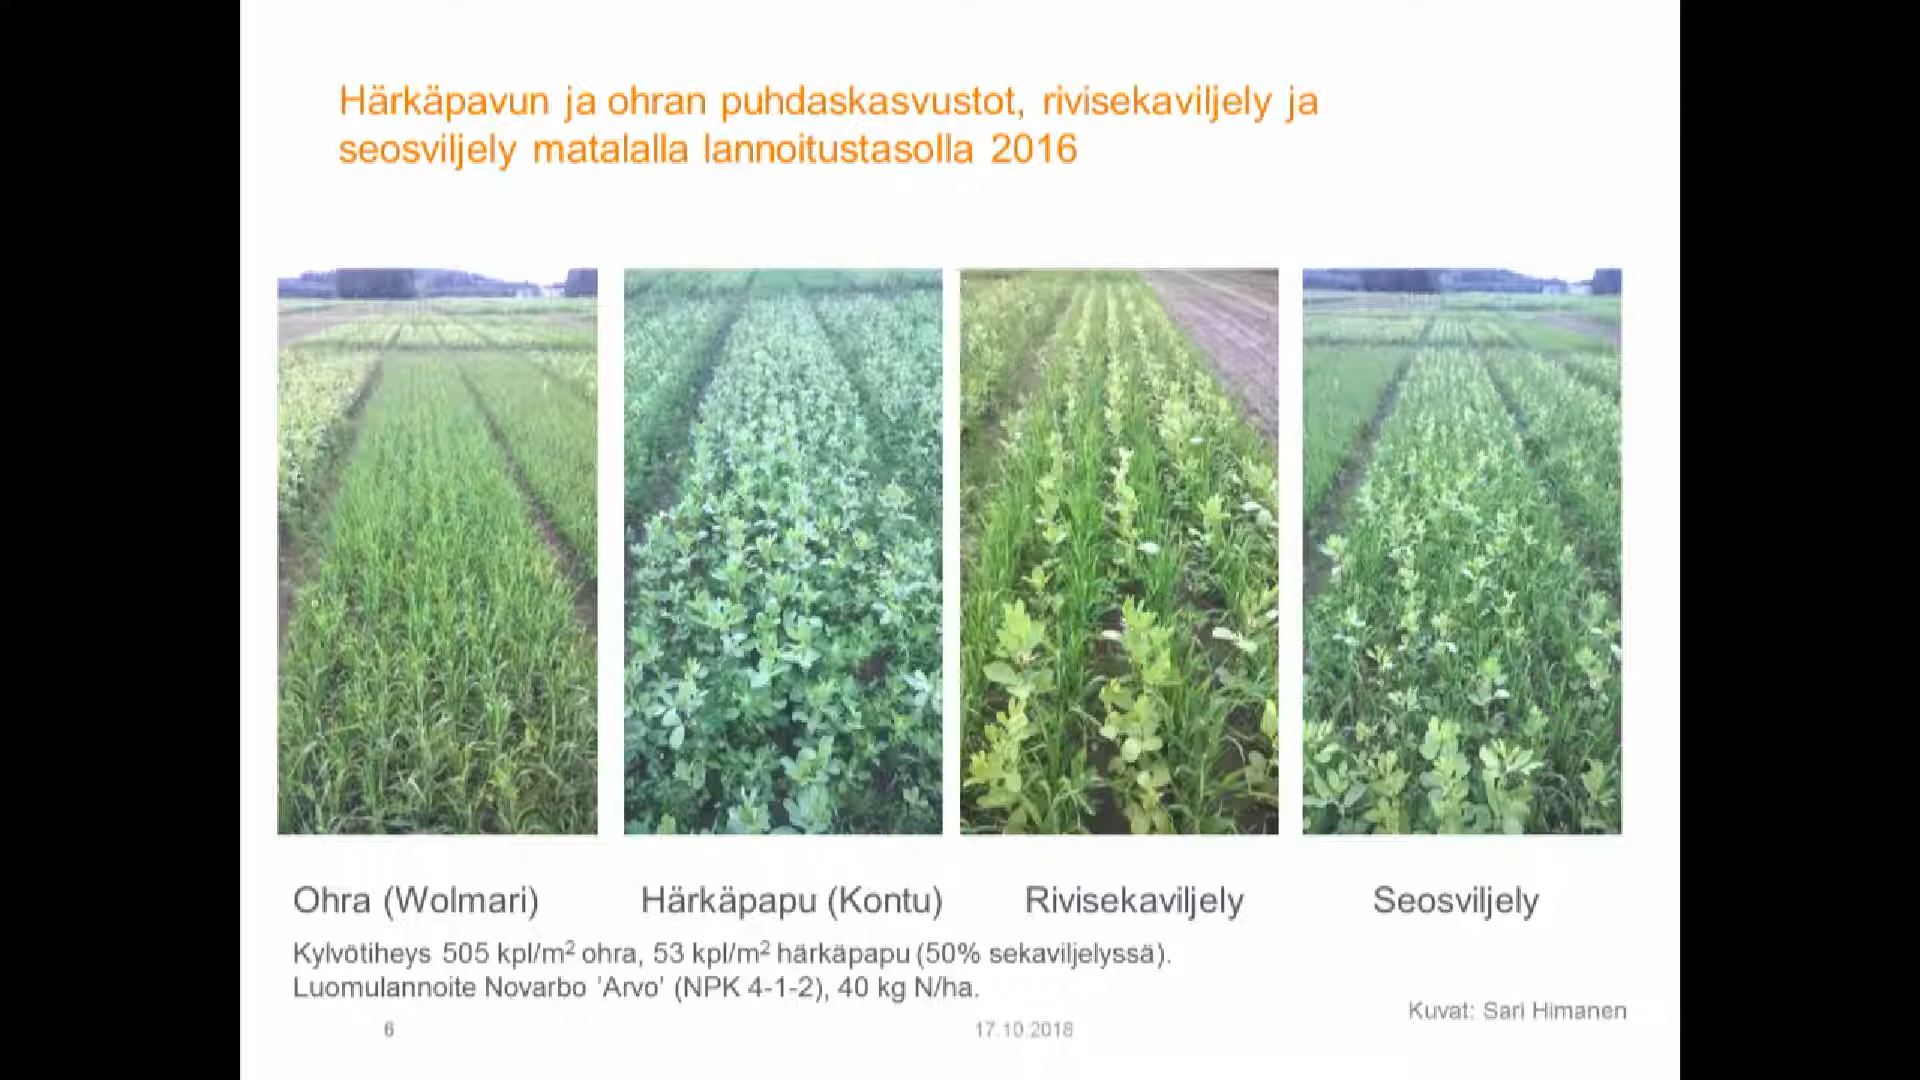 Härkäpavun ja ohran puhdaskasvustot, rivisekaviljely ja
seosviljely matalalla lannoitustasolla 2016
Ohra (Wolmari)
Härkäpapu (Kontu)
Rivisekaviljely
Seosviljely
Kylvötiheys 505 kpl/m² ohra, 53 kpl/m² härkäpapu (50% sekaviljelyssä).
Luomulannoite Novarbo ’Arvo’ (NPK 4-1-2), 40 kg N/ha.
Kuvat: Sari Himanen
6
17.10.2018